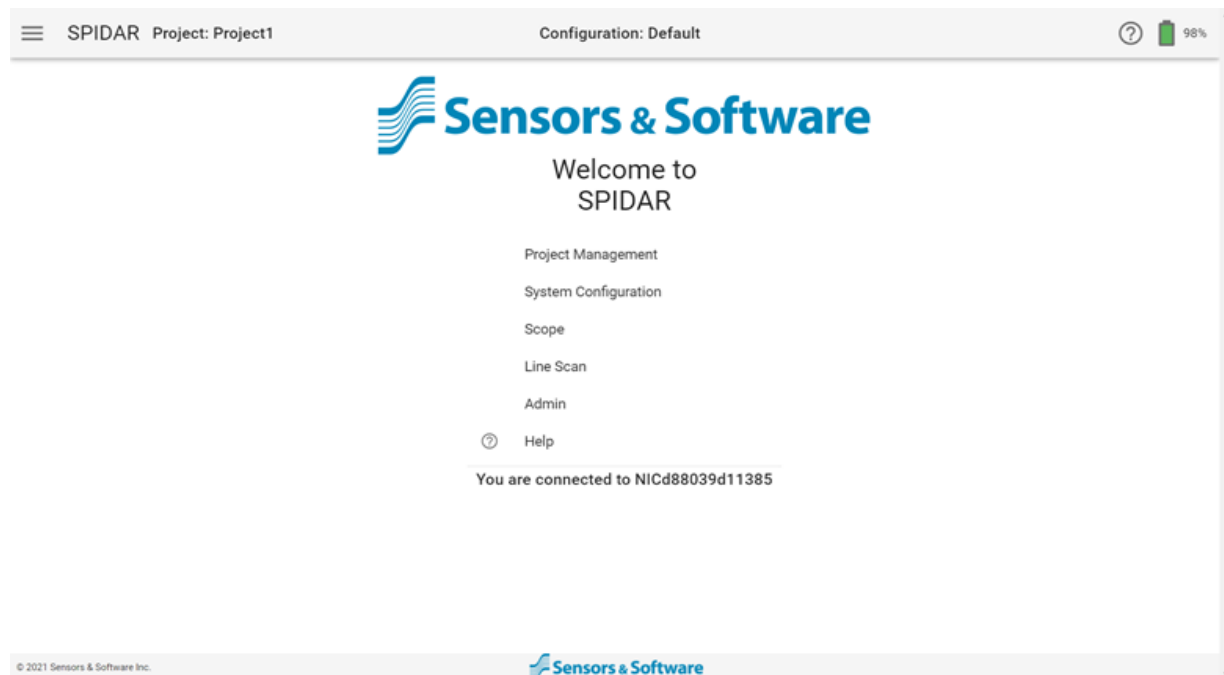 SPIDAR Project: Project1 Configuration: Default 98%
Sensors & Software
Welcome to
SPIDAR
Project Management
System Configuration
Scope
Line Scan
Admin
Help
You are connected to NICd88039d11385
© 2021 Sensors & Software Inc. Sensors & Software